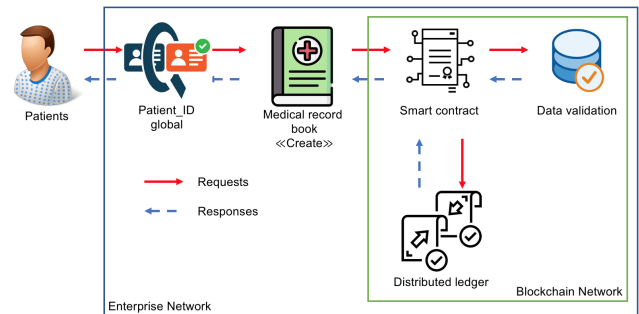 Patients
Patient_ID
global
Medical record
book
≪Create≫
Smart contract
Data validation
Requests
Responses
Distributed ledger
Blockchain Network
Enterprise Network